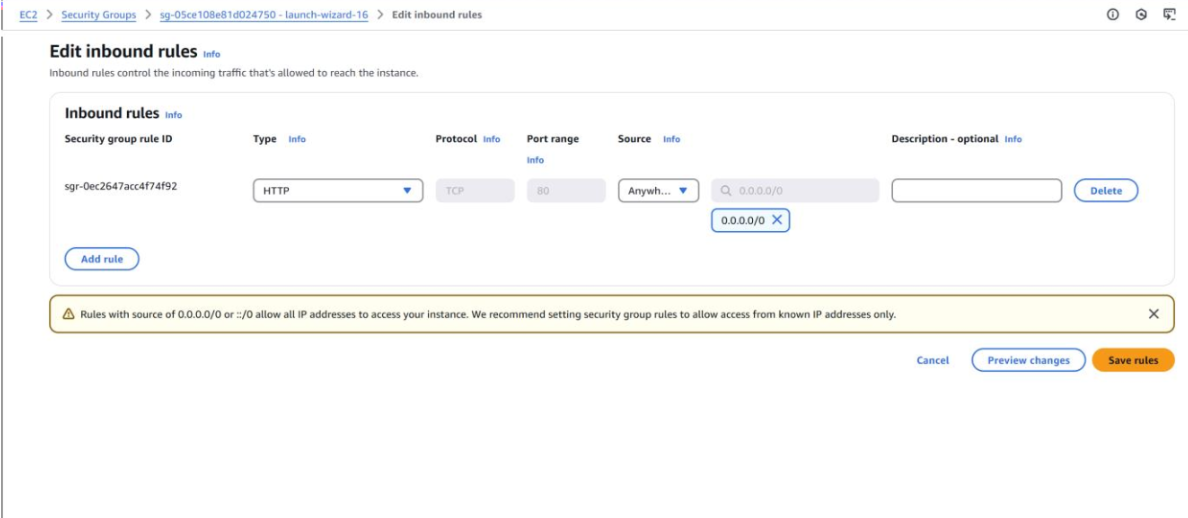 EC2 > Security Groups > sg-05ce108e81d024750 - launch-wizard-16 > Edit inbound rules
Edit inbound rules Info
Inbound rules control the incoming traffic that's allowed to reach the instance.
Inbound rules Info
Security group rule ID Type Info Protocol Info Port range Source Info Description - optional Info
Info
sgr-0ec2647acc4f74f92 HTTP TCP 80 Anywh... 0.0.0.0/0 Delete
0.0.0.0/0
Add rule
Rules with source of 0.0.0.0/0 or ::/0 allow all IP addresses to access your instance. We recommend setting security group rules to allow access from known IP addresses only.
Cancel Preview changes Save rules